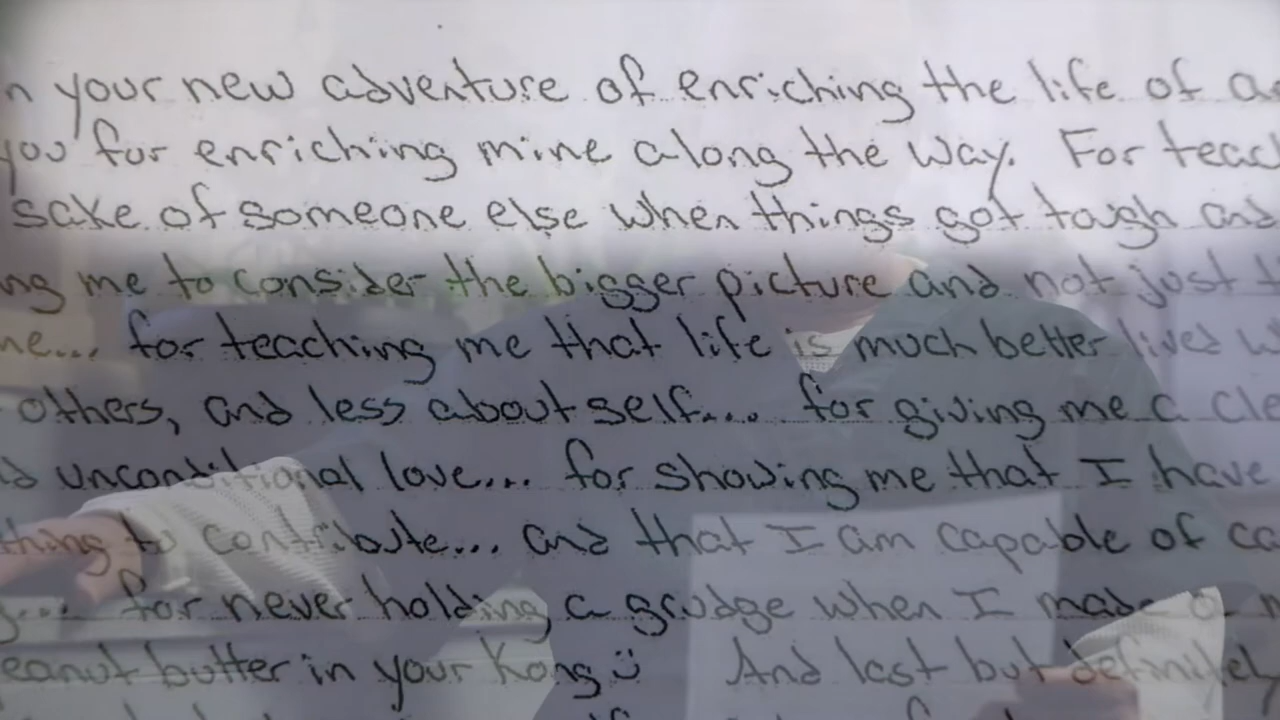 n your new adventure of enriching the life of
you for enriching mine along the way. For teac
sake of someone else when things got tough and
ng me to consider the bigger picture and not just t
me... for teaching me that life is much better lived w
others, and less about self.... for giving me a cle
d unconditional love... for showing me that I have
thing to contribute... and that I am capable of ca
g.... for never holding a grudge when I made a m
eanut butter in your Kong Ü And last but definitely